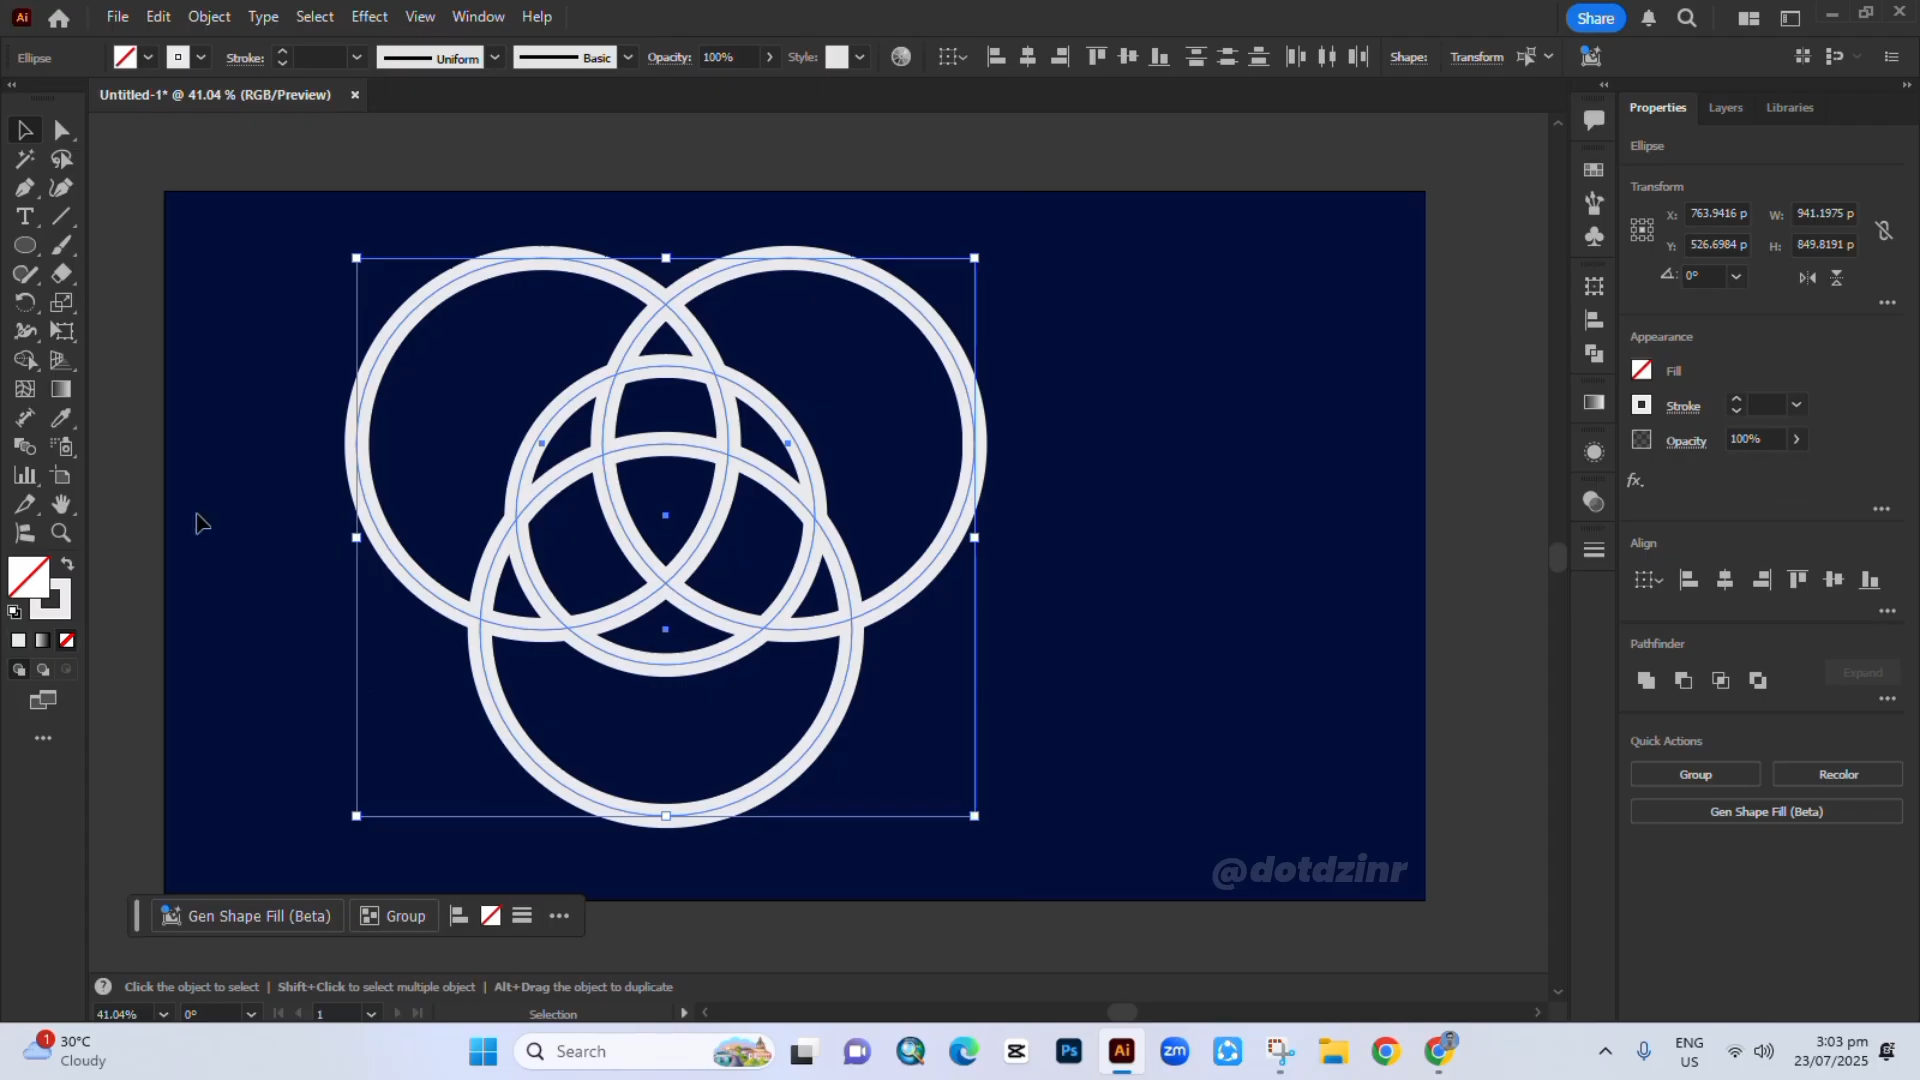 Ai File Edit Object Type Select Effect View Window Help Share
Ellipse Stroke: Uniform Basic Opacity: 100% Style: Shape: Transform
Untitled-1* @ 41.04 % (RGB/Preview)
Properties Layers Libraries
Ellipse
Transform
X: 763.9416 p W: 941.1975 p
Y: 526.6984 p H: 849.8191 p
0°
Appearance
Fill
Stroke
Opacity 100%
fx.
Align
Pathfinder
Expand
Quick Actions
Group Recolor
Gen Shape Fill (Beta)
@dotdzinr
Gen Shape Fill (Beta) Group
Click the object to select | Shift+Click to select multiple object | Alt+Drag the object to duplicate
41.04% 0° 1 Selection
1 30°C
Cloudy
Search
Ps Ai zm
ENG
US
3:03 pm
23/07/2025